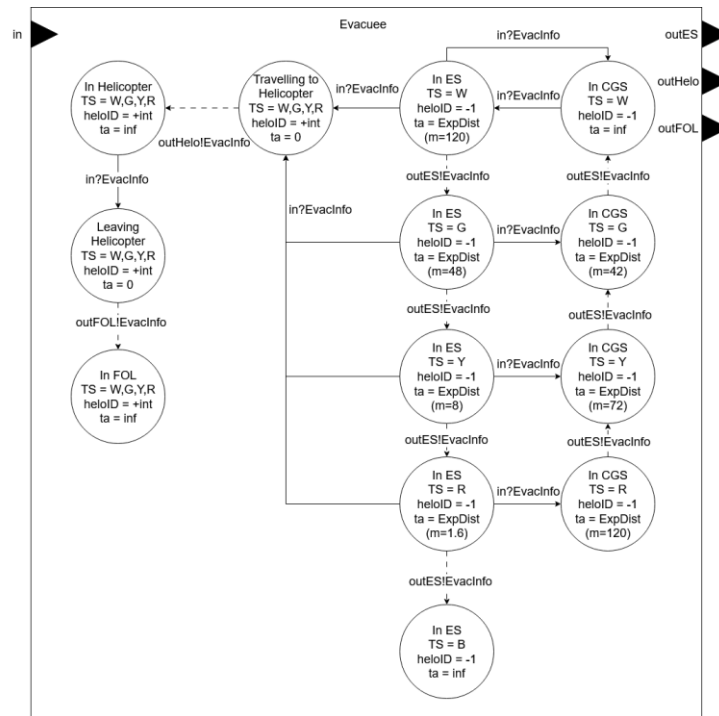 Evacuee
in
outES
outHelo
outFOL
In Helicopter
TS = W,G,Y,R
heloID = +int
ta = inf
outHelo!EvacInfo
Travelling to
Helicopter
TS = W,G,Y,R
heloID = +int
ta = 0
in?EvacInfo
In ES
TS = W
heloID = -1
ta = ExpDist
(m=120)
in?EvacInfo
in?EvacInfo
In CGS
TS = W
heloID = -1
ta = inf
in?EvacInfo
outES!EvacInfo
outES!EvacInfo
Leaving
Helicopter
TS = W,G,Y,R
heloID = +int
ta = 0
in?EvacInfo
In ES
TS = G
heloID = -1
ta = ExpDist
(m=48)
in?EvacInfo
In CGS
TS = G
heloID = -1
ta = ExpDist
(m=42)
outFOL!EvacInfo
outES!EvacInfo
outES!EvacInfo
In FOL
TS = W,G,Y,R
heloID = +int
ta = inf
In ES
TS = Y
heloID = -1
ta = ExpDist
(m=8)
in?EvacInfo
In CGS
TS = Y
heloID = -1
ta = ExpDist
(m=72)
outES!EvacInfo
outES!EvacInfo
In ES
TS = R
heloID = -1
ta = ExpDist
(m=1.6)
in?EvacInfo
In CGS
TS = R
heloID = -1
ta = ExpDist
(m=120)
outES!EvacInfo
In ES
TS = B
heloID = -1
ta = inf